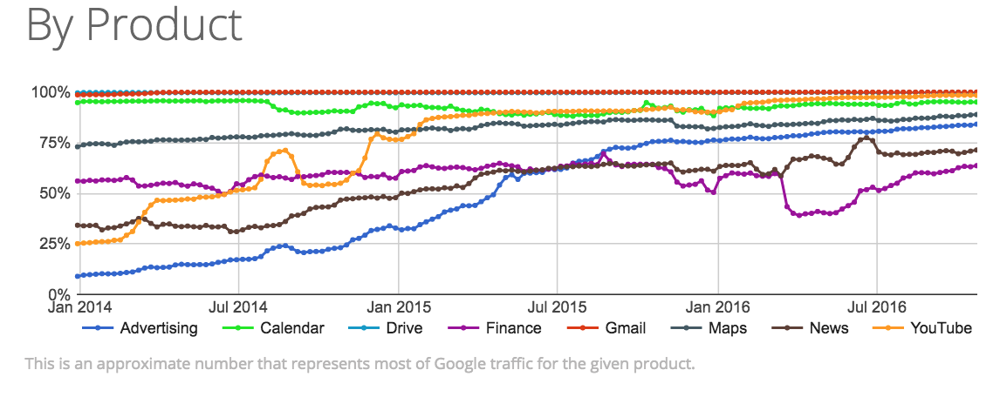 By Product
100%
75%
50%
25%
0%
Jan 2014 Jul 2014 Jan 2015 Jul 2015 Jan 2016 Jul 2016
Advertising Calendar Drive Finance Gmail Maps News YouTube
This is an approximate number that represents most of Google traffic for the given product.